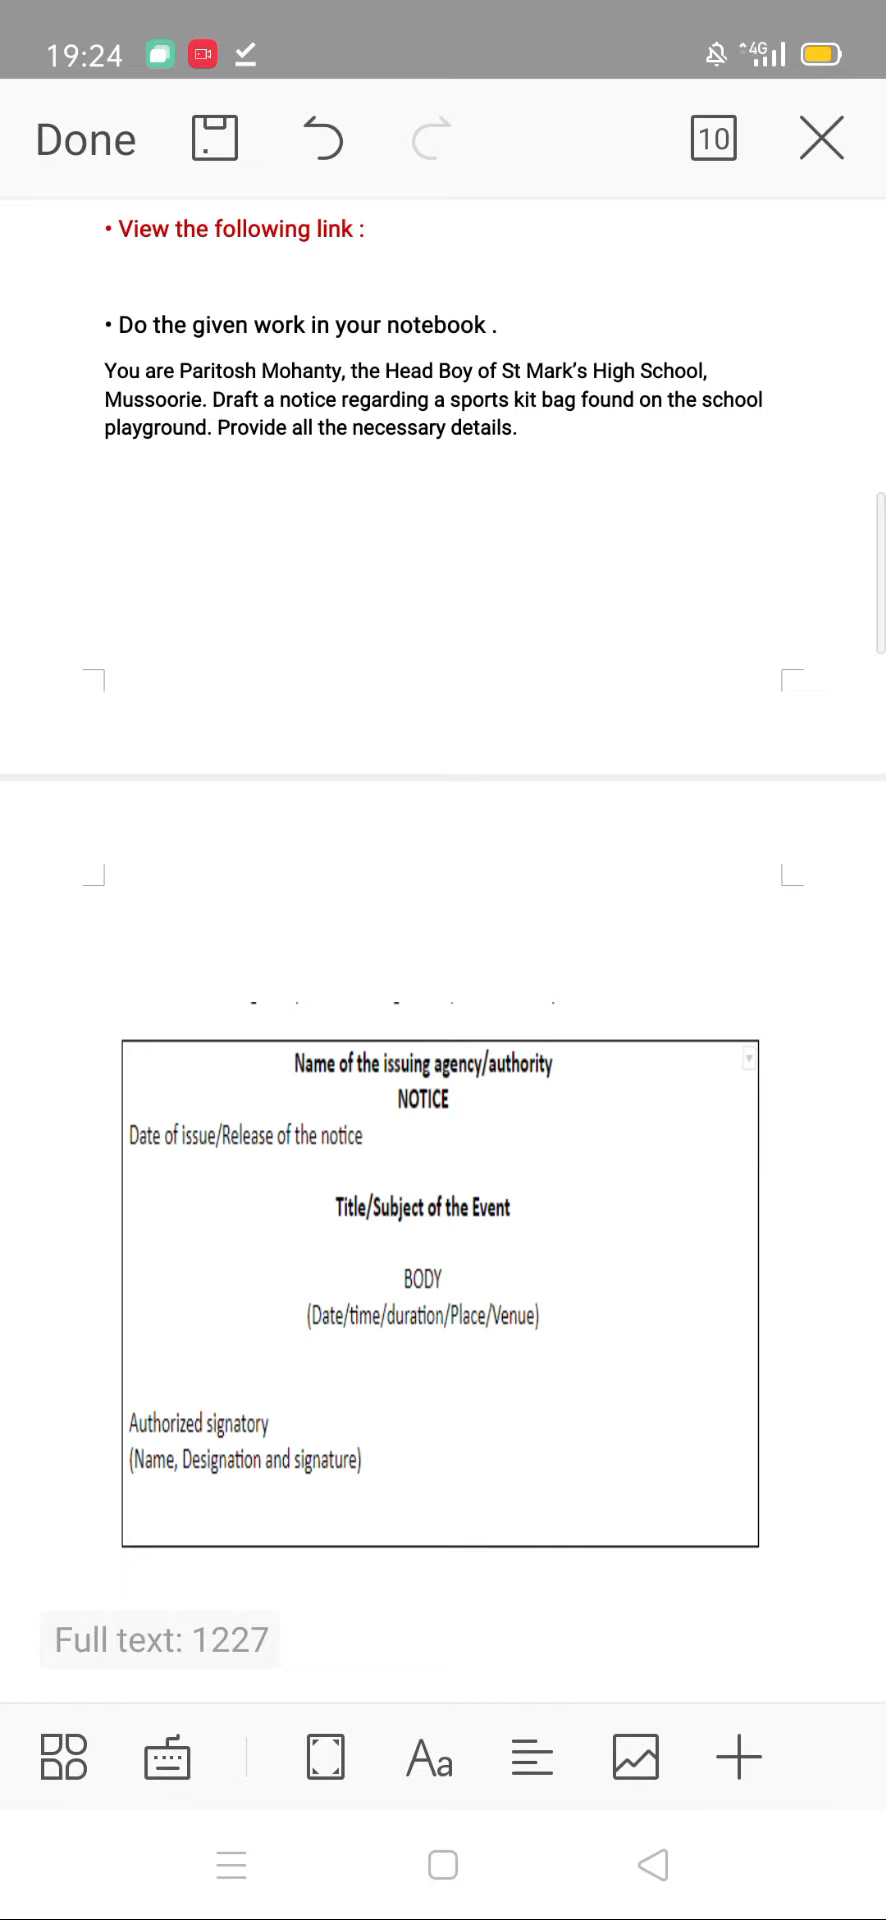 19:24
4G
Done
10
• View the following link :
• Do the given work in your notebook .
You are Paritosh Mohanty, the Head Boy of St Mark's High School,
Mussoorie. Draft a notice regarding a sports kit bag found on the school
playground. Provide all the necessary details.
Name of the issuing agency/authority
NOTICE
Date of issue/Release of the notice
Title/Subject of the Event
BODY
(Date/time/duration/Place/Venue)
Authorized signatory
(Name, Designation and signature)
Full text: 1227
Aa